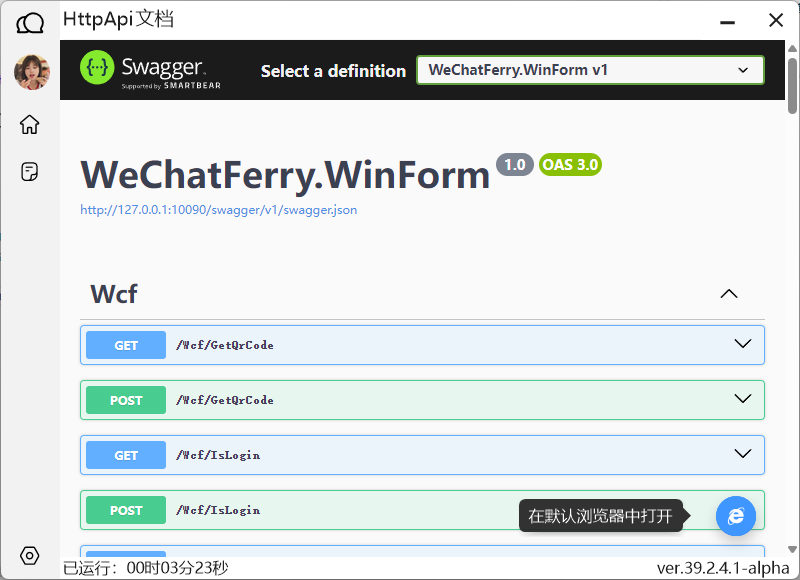 HttpApi文档
Swagger
Supported by SMARTBEAR
Select a definition
WeChatFerry.WinForm v1
WeChatFerry.WinForm 1.0 OAS 3.0
http://127.0.0.1:10090/swagger/v1/swagger.json
Wcf
GET /Wcf/GetQrCode
POST /Wcf/GetQrCode
GET /Wcf/IsLogin
POST /Wcf/IsLogin
在默认浏览器中打开
已运行：00时03分23秒
ver.39.2.4.1-alpha